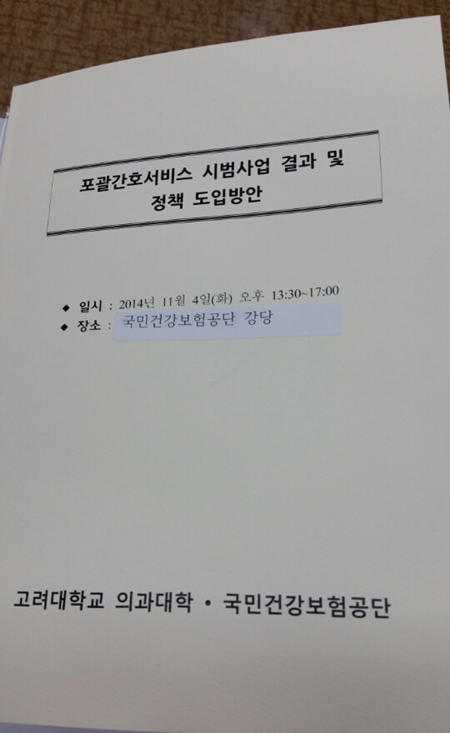 포괄간호서비스 시범사업 결과 및
정책 도입방안
◆ 일시 : 2014년 11월 4일(화) 오후 13:30~17:00
◆ 장소 : 국민건강보험공단 강당
고려대학교 의과대학 • 국민건강보험공단